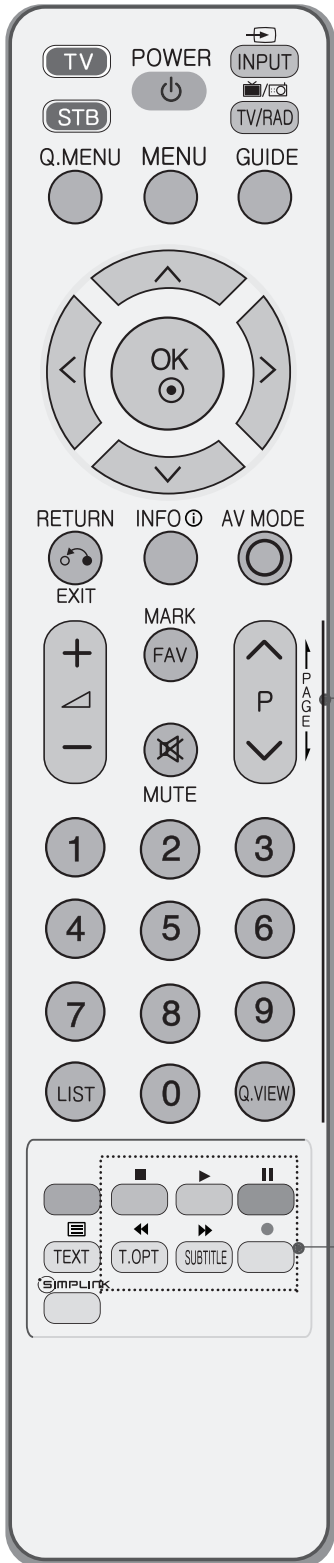 TV POWER INPUT
STB TV/RAD
Q.MENU MENU GUIDE
OK
RETURN INFO i AV MODE
EXIT
MARK
FAV
P
PAGE
MUTE
1 2 3
4 5 6
7 8 9
LIST 0 Q.VIEW
TEXT T.OPT SUBTITLE
SIMPLINK